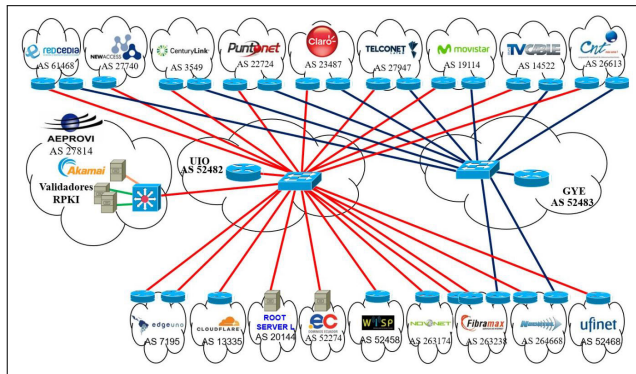 redcedia
AS 61468
NEWACCESS
AS 27740
CenturyLink
AS 3549
Puntonet
AS 22724
Claro
AS 23487
TELCONET
AS 27947
movistar
AS 19114
TVCABLE
AS 14522
Cnt
AS 26613
AEPROVI
AS 27814
Akamai
Validadores
RPKI
UIO
AS 52482
GYE
AS 52483
edgeuno
AS 7195
CLOUDFLARE
AS 13335
ROOT
SERVER L
AS 20144
.ec
AS 52274
WISP
AS 52458
AS 263174
Fibramax
AS 263238
AS 264668
ufinet
AS 52468